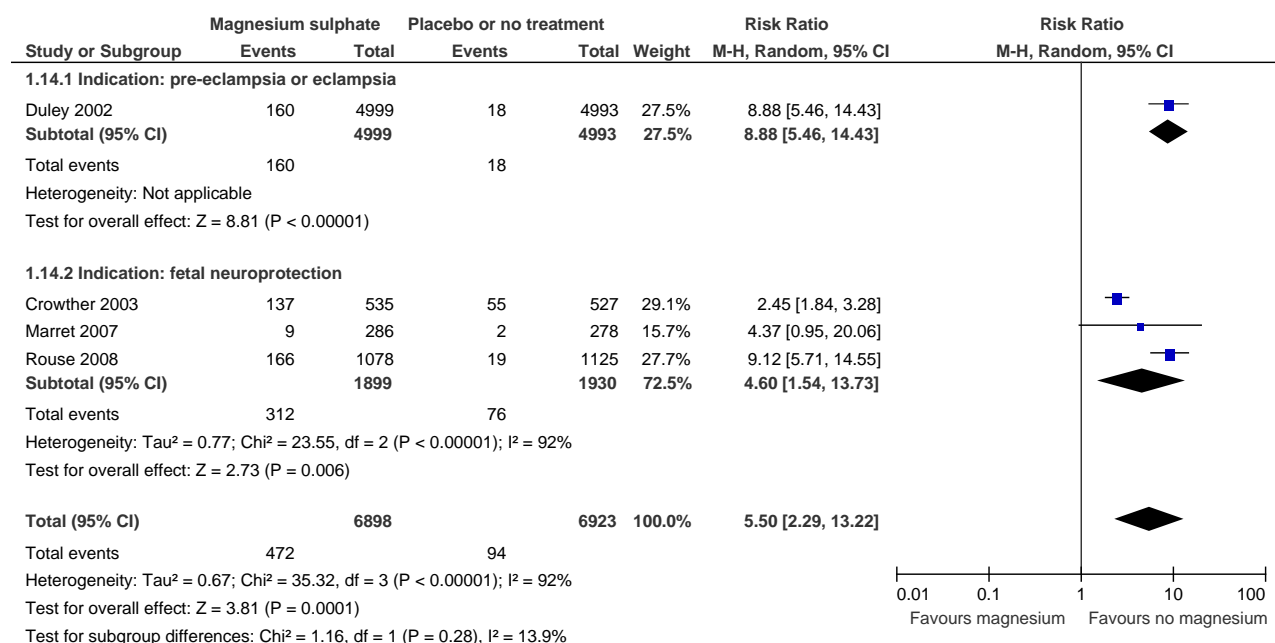 Magnesium sulphate Placebo or no treatment Risk Ratio Risk Ratio
Study or Subgroup Events Total Events Total Weight M-H, Random, 95% CI M-H, Random, 95% CI
1.14.1 Indication: pre-eclampsia or eclampsia
Duley 2002 160 4999 18 4993 27.5% 8.88 [5.46, 14.43]
Subtotal (95% CI) 4999 4993 27.5% 8.88 [5.46, 14.43]
Total events 160 18
Heterogeneity: Not applicable
Test for overall effect: Z = 8.81 (P < 0.00001)
1.14.2 Indication: fetal neuroprotection
Crowther 2003 137 535 55 527 29.1% 2.45 [1.84, 3.28]
Marret 2007 9 286 2 278 15.7% 4.37 [0.95, 20.06]
Rouse 2008 166 1078 19 1125 27.7% 9.12 [5.71, 14.55]
Subtotal (95% CI) 1899 1930 72.5% 4.60 [1.54, 13.73]
Total events 312 76
Heterogeneity: Tau² = 0.77; Chi² = 23.55, df = 2 (P < 0.00001); I² = 92%
Test for overall effect: Z = 2.73 (P = 0.006)
Total (95% CI) 6898 6923 100.0% 5.50 [2.29, 13.22]
Total events 472 94
Heterogeneity: Tau² = 0.67; Chi² = 35.32, df = 3 (P < 0.00001); I² = 92%
Test for overall effect: Z = 3.81 (P = 0.0001)
Test for subgroup differences: Chi² = 1.16, df = 1 (P = 0.28), I² = 13.9%
0.01 0.1 1 10 100
Favours magnesium Favours no magnesium